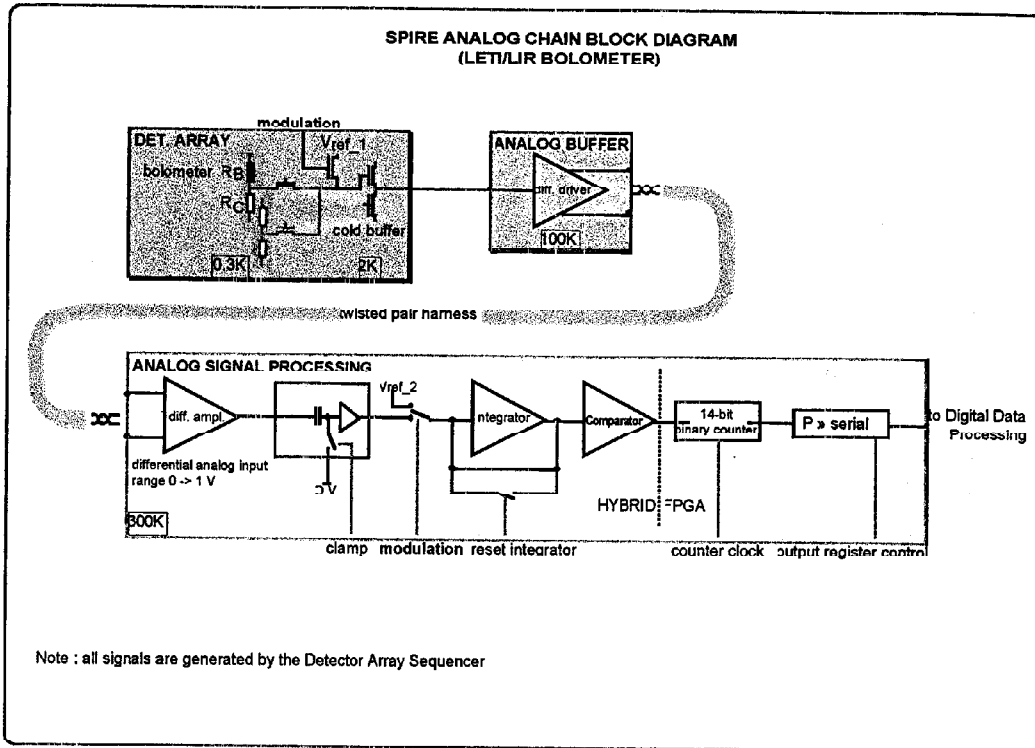 SPIRE ANALOG CHAIN BLOCK DIAGRAM
(LETI/LIR BOLOMETER)
modulation
DET. ARRAY
Vref_1
ANALOG BUFFER
bolometer RB
diff. driver
RC
cold buffer
100K
0.3K
2K
twisted pair harness
ANALOG SIGNAL PROCESSING
Vref_2
diff. ampl.
integrator
Comparator
14-bit
binary counter
P » serial
to Digital Data
Processing
differential analog input
range 0 -> 1 V
0 V
HYBRID FPGA
300K
clamp modulation reset integrator
counter clock output register control
Note : all signals are generated by the Detector Array Sequencer